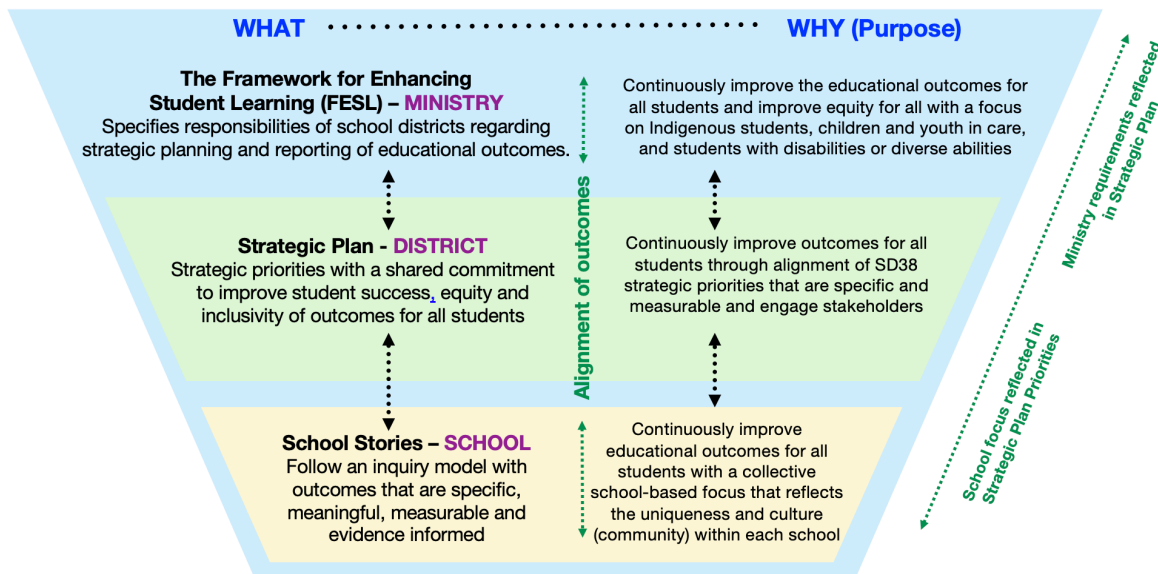 WHAT
WHY (Purpose)
The Framework for Enhancing
Student Learning (FESL) – MINISTRY
Specifies responsibilities of school districts regarding
strategic planning and reporting of educational outcomes.
Continuously improve the educational outcomes for
all students and improve equity for all with a focus
on Indigenous students, children and youth in care,
and students with disabilities or diverse abilities
Strategic Plan - DISTRICT
Strategic priorities with a shared commitment
to improve student success, equity and
inclusivity of outcomes for all students
Continuously improve outcomes for all
students through alignment of SD38
strategic priorities that are specific and
measurable and engage stakeholders
School Stories – SCHOOL
Follow an inquiry model with
outcomes that are specific,
meaningful, measurable and
evidence informed
Continuously improve
educational outcomes for all
students with a collective
school-based focus that reflects
the uniqueness and culture
(community) within each school
Alignment of outcomes
Ministry requirements reflected
in Strategic Plan
School focus reflected in
Strategic Plan Priorities